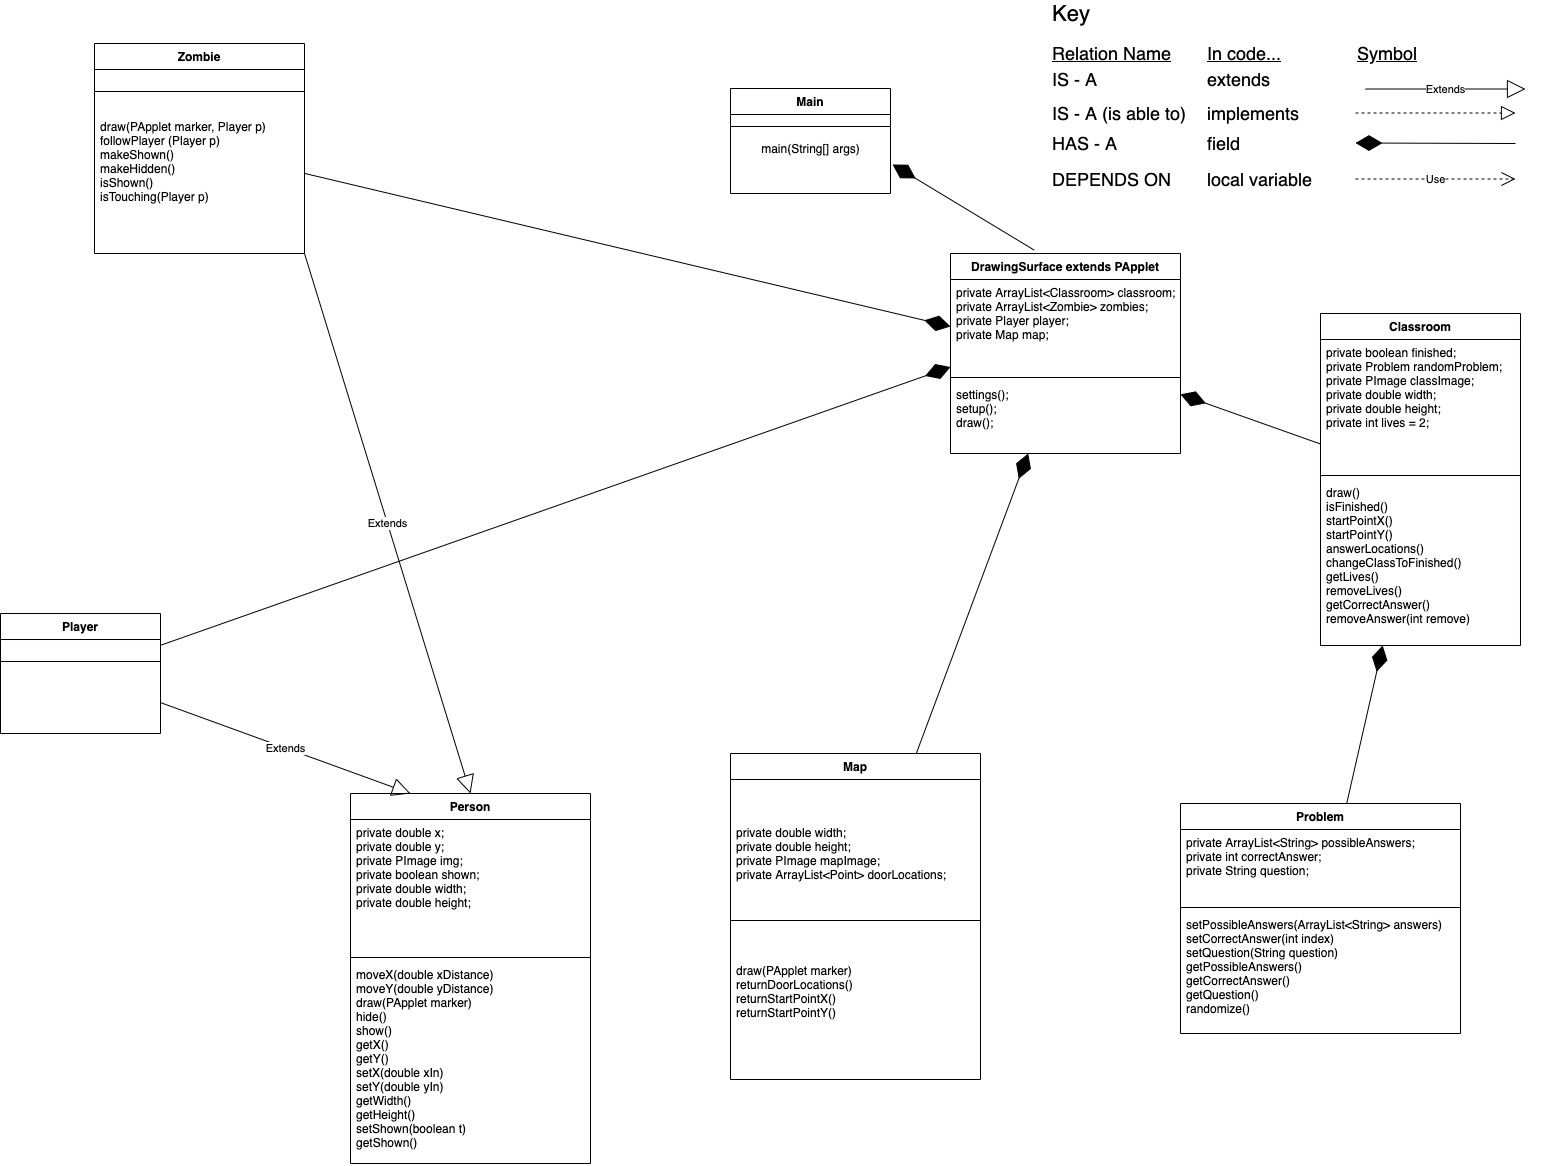 Key
Relation Name In code... Symbol
IS - A extends Extends
IS - A (is able to) implements
HAS - A field
DEPENDS ON local variable Use
Zombie
draw(PApplet marker, Player p)
followPlayer (Player p)
makeShown()
makeHidden()
isShown()
isTouching(Player p)
Main
main(String[] args)
DrawingSurface extends PApplet
private ArrayList<Classroom> classroom;
private ArrayList<Zombie> zombies;
private Player player;
private Map map;
settings();
setup();
draw();
Classroom
private boolean finished;
private Problem randomProblem;
private PImage classImage;
private double width;
private double height;
private int lives = 2;
draw()
isFinished()
startPointX()
startPointY()
answerLocations()
changeClassToFinished()
getLives()
removeLives()
getCorrectAnswer()
removeAnswer(int remove)
Extends
Player
Extends
Person
private double x;
private double y;
private PImage img;
private boolean shown;
private double width;
private double height;
moveX(double xDistance)
moveY(double yDistance)
draw(PApplet marker)
hide()
show()
getX()
getY()
setX(double xIn)
setY(double yIn)
getWidth()
getHeight()
setShown(boolean t)
getShown()
Map
private double width;
private double height;
private PImage mapImage;
private ArrayList<Point> doorLocations;
draw(PApplet marker)
returnDoorLocations()
returnStartPointX()
returnStartPointY()
Problem
private ArrayList<String> possibleAnswers;
private int correctAnswer;
private String question;
setPossibleAnswers(ArrayList<String> answers)
setCorrectAnswer(int index)
setQuestion(String question)
getPossibleAnswers()
getCorrectAnswer()
getQuestion()
randomize()